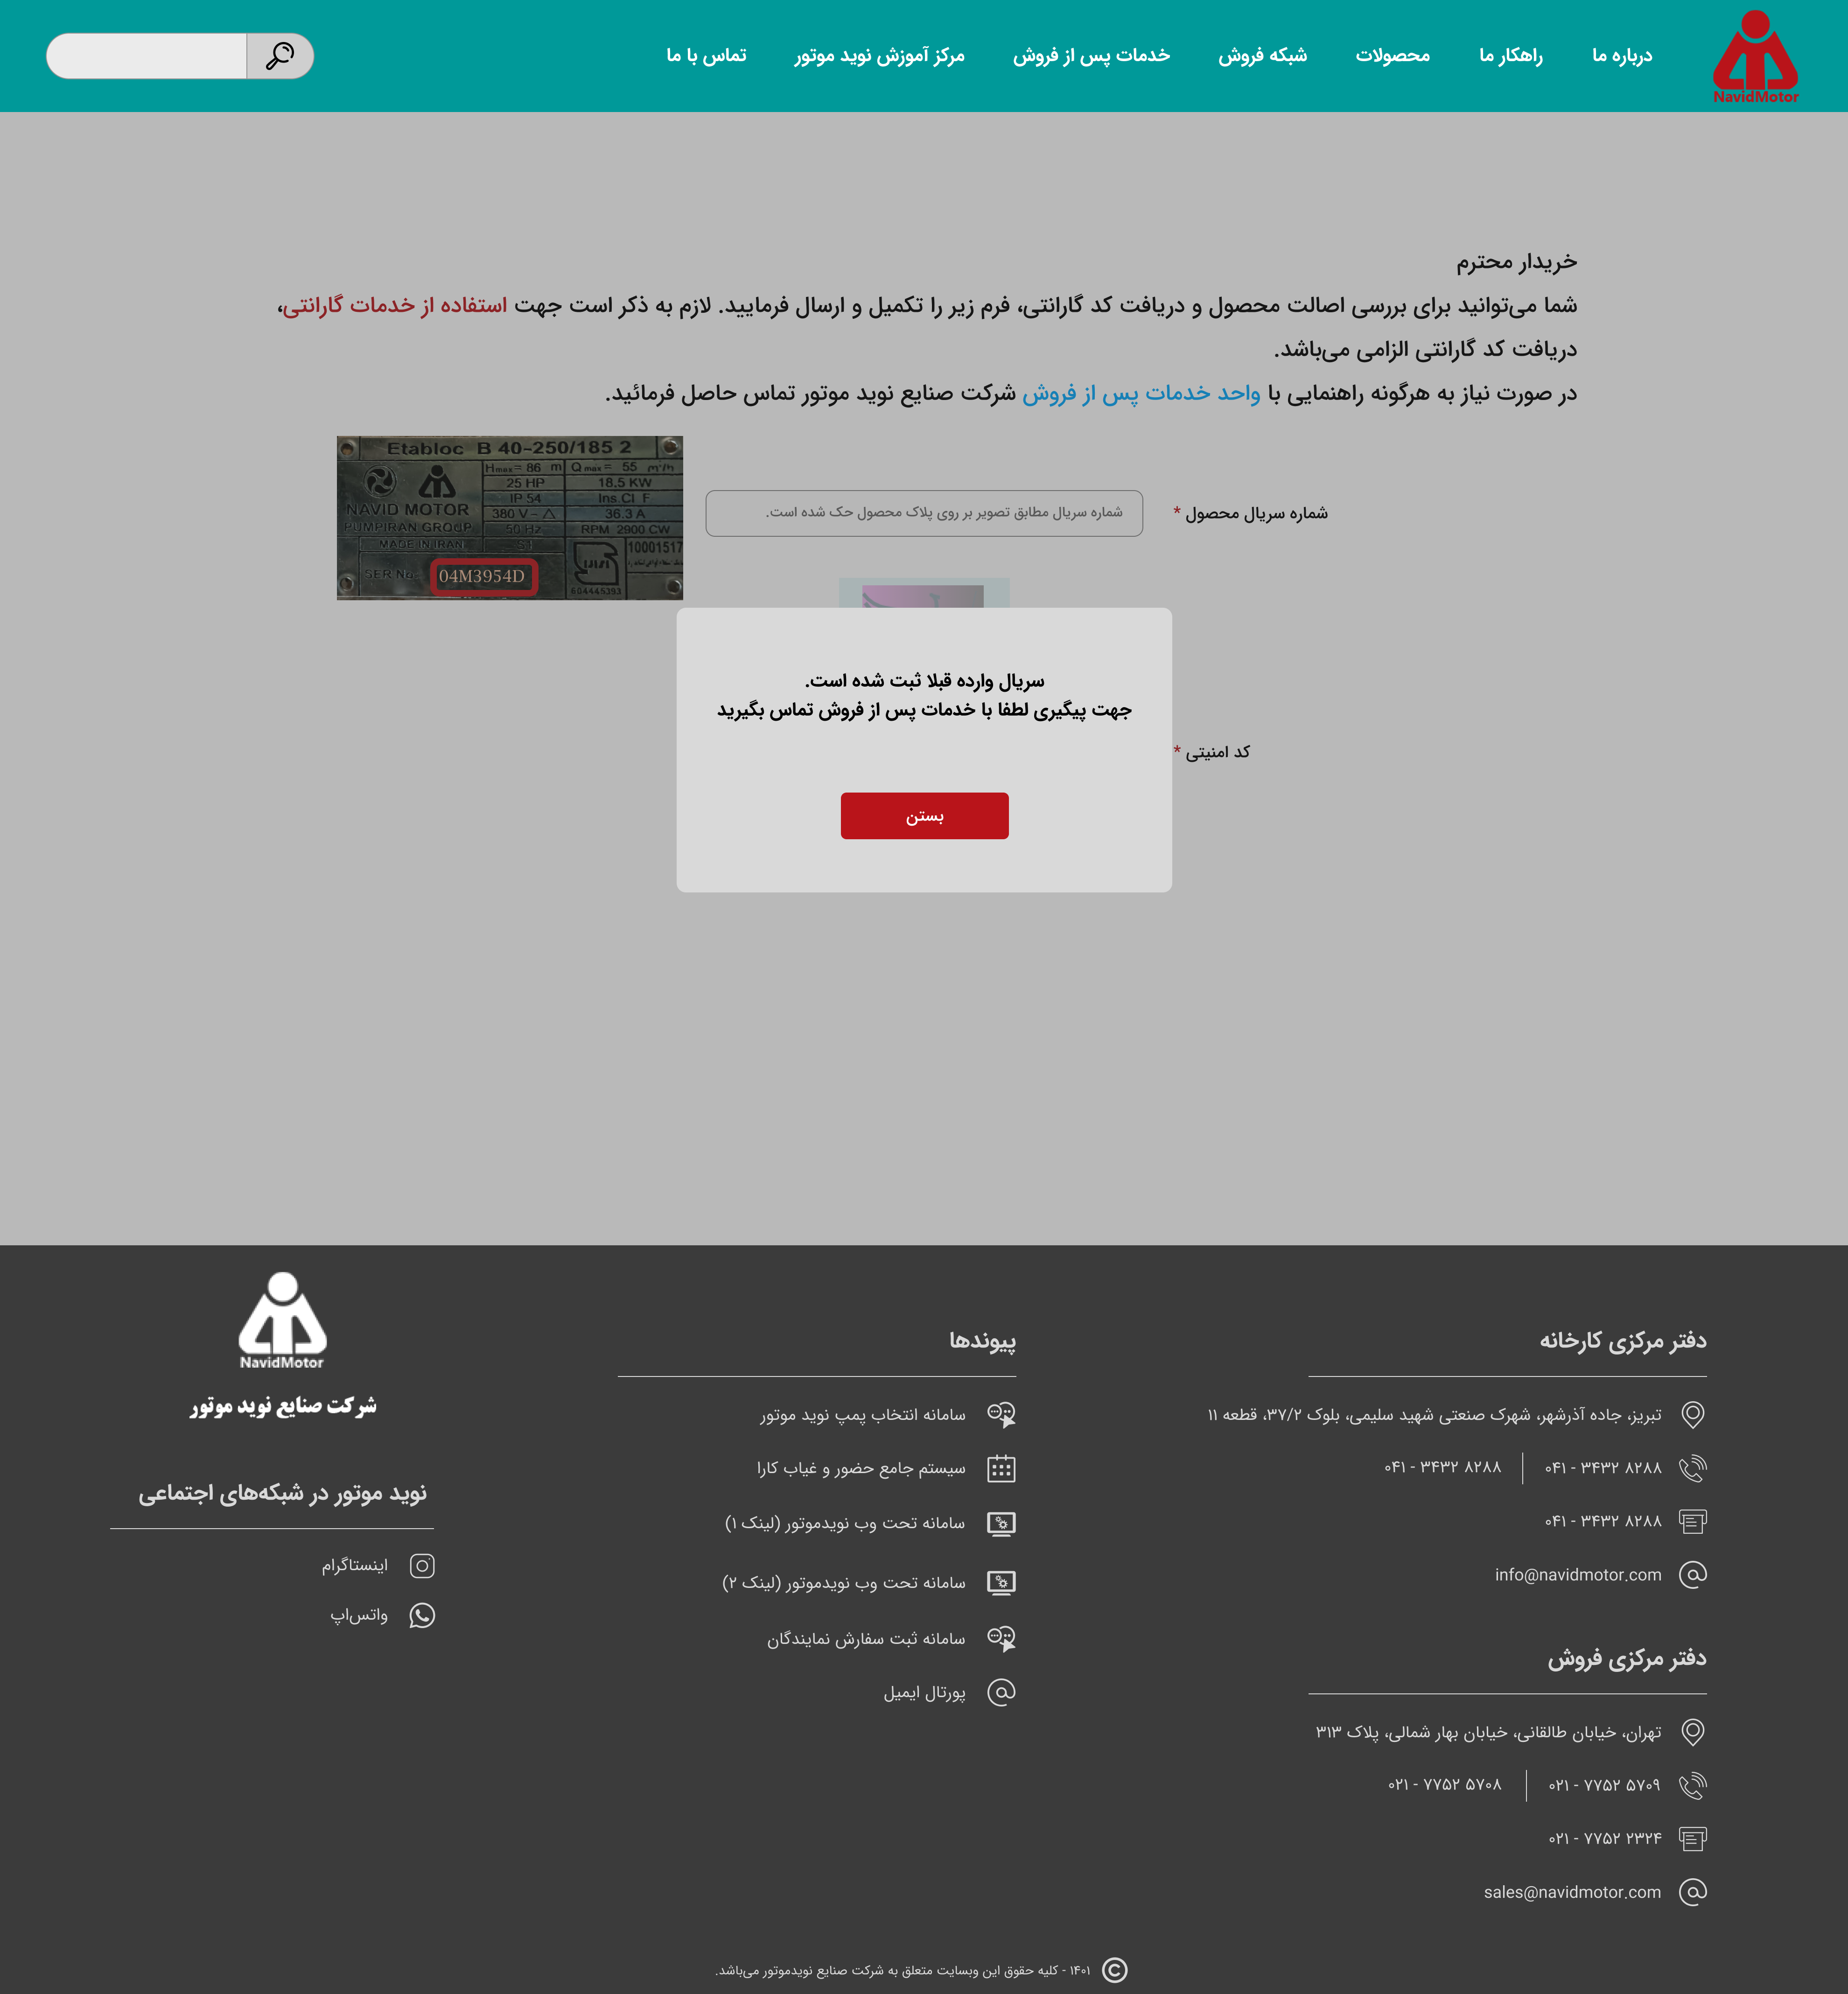 NavidMotor
درباره ما
راهکار ما
محصولات
شبکه فروش
خدمات پس از فروش
مرکز آموزش نوید موتور
تماس با ما
خریدار محترم
شما می‌توانید برای بررسی اصالت محصول و دریافت کد گارانتی، فرم زیر را تکمیل و ارسال فرمایید. لازم به ذکر است جهت استفاده از خدمات گارانتی،
دریافت کد گارانتی الزامی می‌باشد.
در صورت نیاز به هرگونه راهنمایی با واحد خدمات پس از فروش شرکت صنایع نوید موتور تماس حاصل فرمائید.
شماره سریال محصول *
شماره سریال مطابق تصویر بر روی پلاک محصول حک شده است.
Etabloc B 40-250/185 2
Hmax= 86 m Qmax= 55 m³/h
25 HP 18.5 KW
IP 54 Ins.Cl F
NAVID MOTOR 380 V - △ 36.3 A
PUMPIRAN GROUP 50 Hz RPM 2900 CW
MADE IN IRAN S1 10001517
SER No 04M3954D
604445393
سریال وارده قبلا ثبت شده است.
جهت پیگیری لطفا با خدمات پس از فروش تماس بگیرید
کد امنیتی *
بستن
دفتر مرکزی کارخانه
تبریز، جاده آذرشهر، شهرک صنعتی شهید سلیمی، بلوک ۳۷/۲، قطعه ۱۱
۰۴۱ - ۳۴۳۲ ۸۲۸۸ | ۰۴۱ - ۳۴۳۲ ۸۲۸۸
۰۴۱ - ۳۴۳۲ ۸۲۸۸
info@navidmotor.com
دفتر مرکزی فروش
تهران، خیابان طالقانی، خیابان بهار شمالی، پلاک ۳۱۳
۰۲۱ - ۷۷۵۲ ۵۷۰۹ | ۰۲۱ - ۷۷۵۲ ۵۷۰۸
۰۲۱ - ۷۷۵۲ ۲۳۲۴
sales@navidmotor.com
پیوندها
سامانه انتخاب پمپ نوید موتور
سیستم جامع حضور و غیاب کارا
سامانه تحت وب نویدموتور (لینک ۱)
سامانه تحت وب نویدموتور (لینک ۲)
سامانه ثبت سفارش نمایندگان
پورتال ایمیل
NavidMotor
شرکت صنایع نوید موتور
نوید موتور در شبکه‌های اجتماعی
اینستاگرام
واتس‌اپ
© ۱۴۰۱ - کلیه حقوق این وبسایت متعلق به شرکت صنایع نویدموتور می‌باشد.